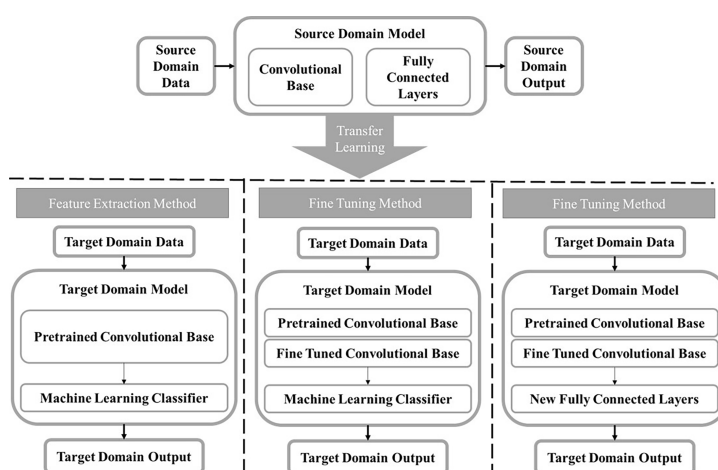 Source Domain Model
Source
Domain
Data
Convolutional
Base
Fully
Connected
Layers
Source
Domain
Output
Transfer
Learning
Feature Extraction Method
Target Domain Data
Target Domain Model
Pretrained Convolutional Base
Machine Learning Classifier
Target Domain Output
Fine Tuning Method
Target Domain Data
Target Domain Model
Pretrained Convolutional Base
Fine Tuned Convolutional Base
Machine Learning Classifier
Target Domain Output
Fine Tuning Method
Target Domain Data
Target Domain Model
Pretrained Convolutional Base
Fine Tuned Convolutional Base
New Fully Connected Layers
Target Domain Output